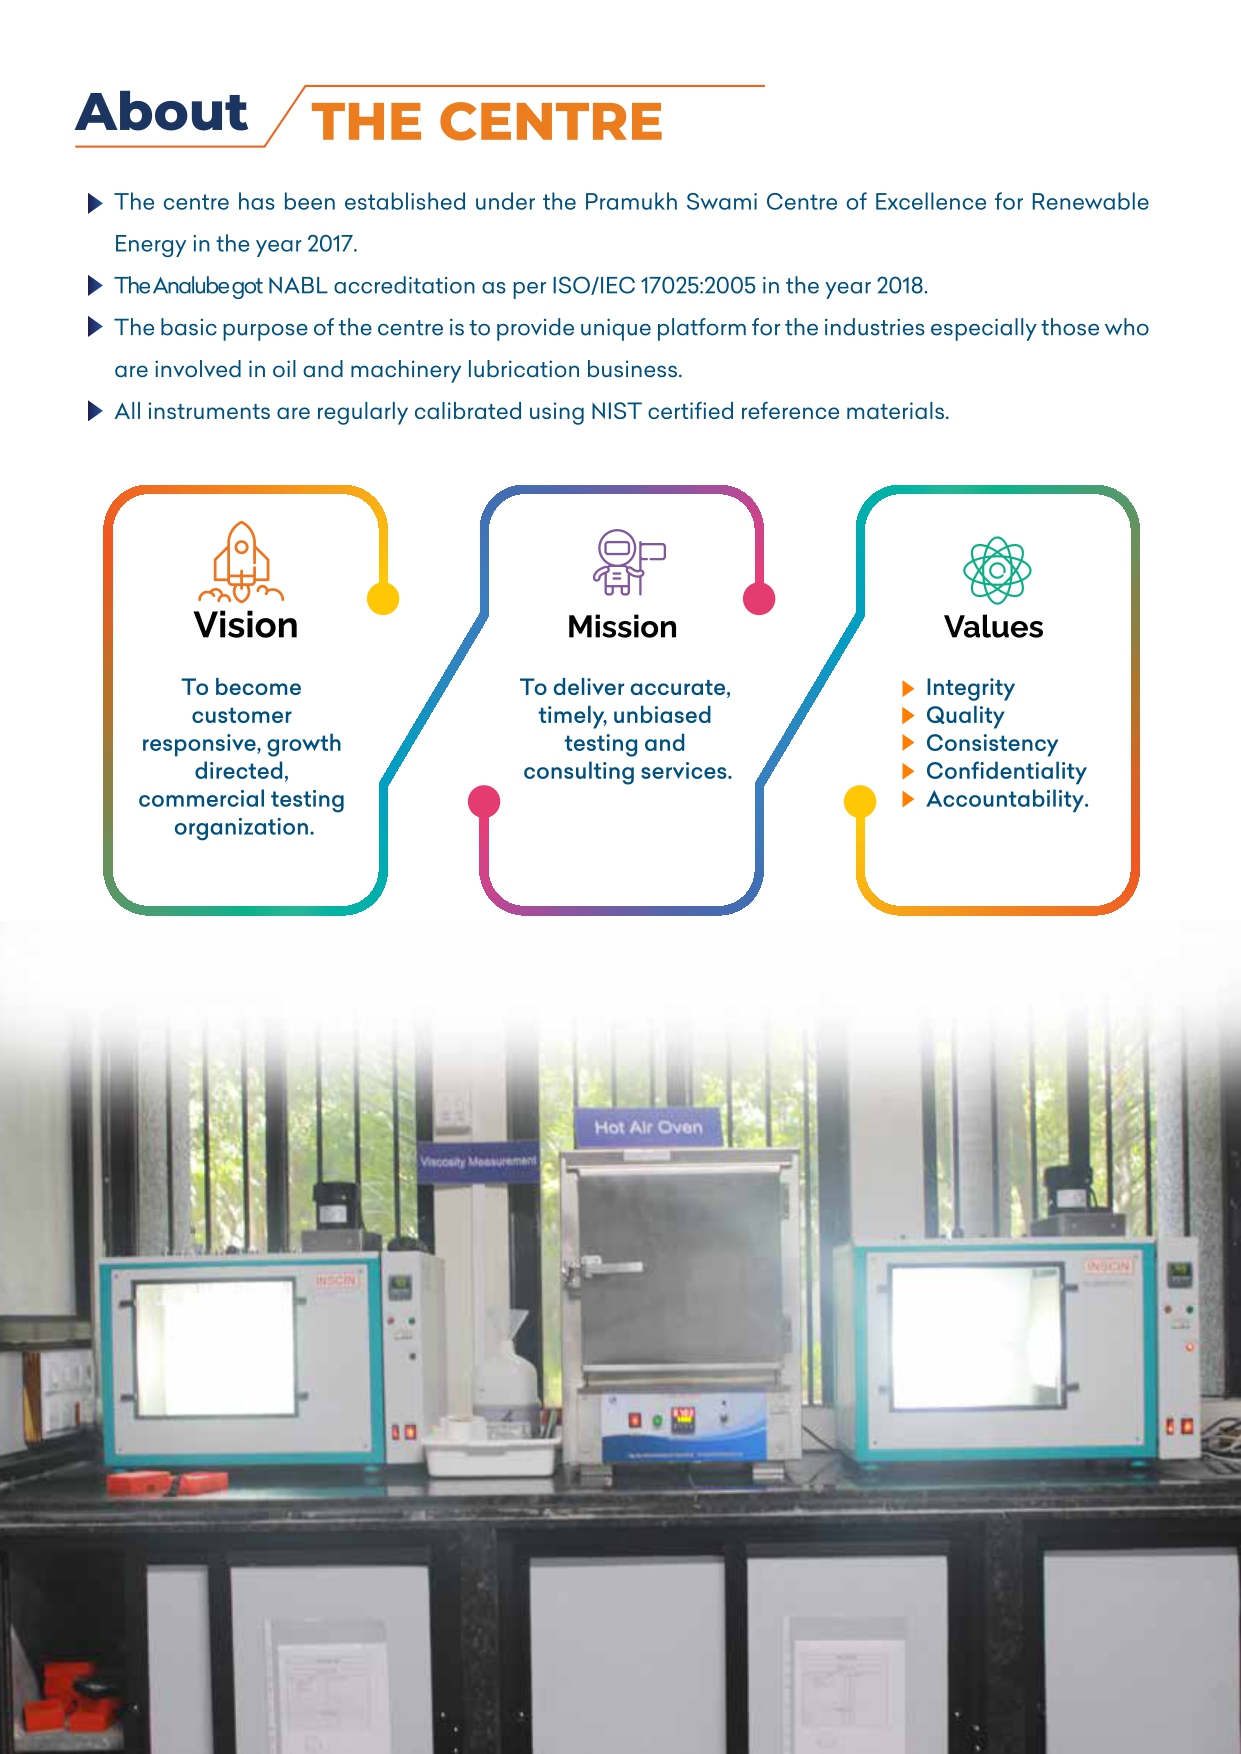 About THE CENTRE
The centre has been established under the Pramukh Swami Centre of Excellence for Renewable
Energy in the year 2017.
The Analube got NABL accreditation as per ISO/IEC 17025:2005 in the year 2018.
The basic purpose of the centre is to provide unique platform for the industries especially those who
are involved in oil and machinery lubrication business.
All instruments are regularly calibrated using NIST certified reference materials.
Vision
To become
customer
responsive, growth
directed,
commercial testing
organization.
Mission
To deliver accurate,
timely, unbiased
testing and
consulting services.
Values
Integrity
Quality
Consistency
Confidentiality
Accountability.
Hot Air Oven
Viscosity Measurement
INSCIN
INSCIN